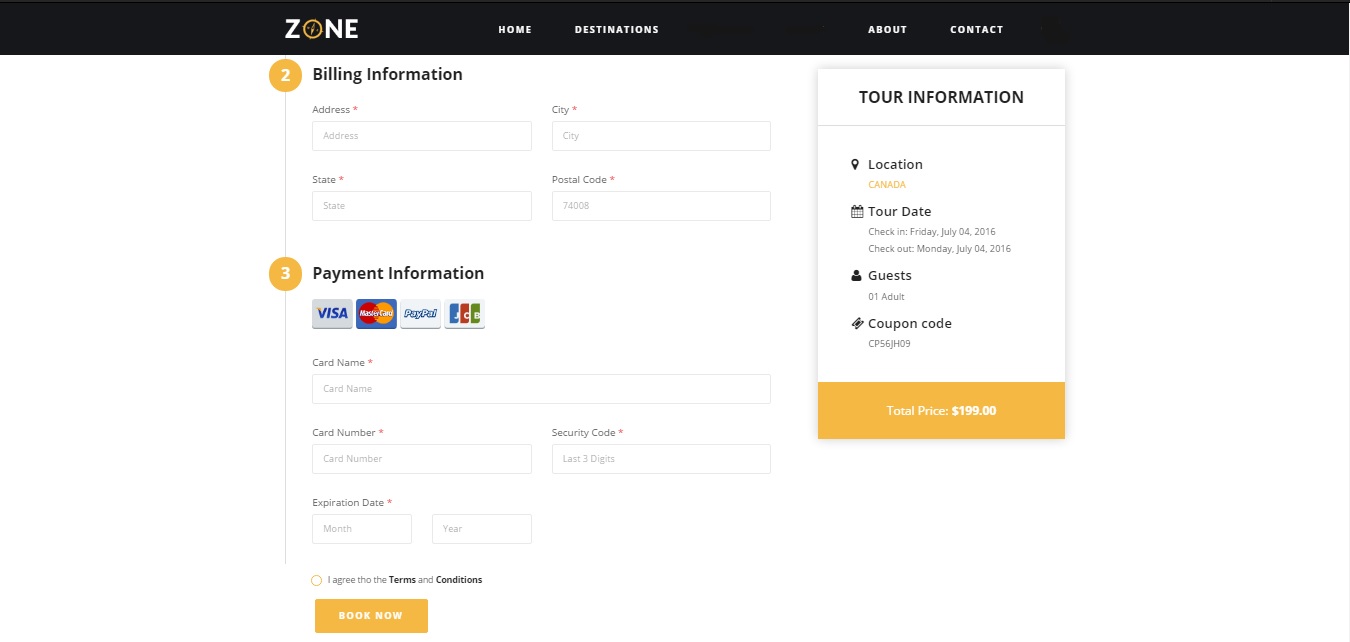 ZONE
HOME DESTINATIONS ABOUT CONTACT
2 Billing Information
Address * City *
Address City
State * Postal Code *
State 74008
3 Payment Information
VISA MasterCard PayPal JCB
Card Name *
Card Name
Card Number * Security Code *
Card Number Last 3 Digits
Expiration Date *
Month Year
I agree tho the Terms and Conditions
BOOK NOW
TOUR INFORMATION
Location
CANADA
Tour Date
Check in: Friday, July 04, 2016
Check out: Monday, July 04, 2016
Guests
01 Adult
Coupon code
CP56JH09
Total Price: $199.00